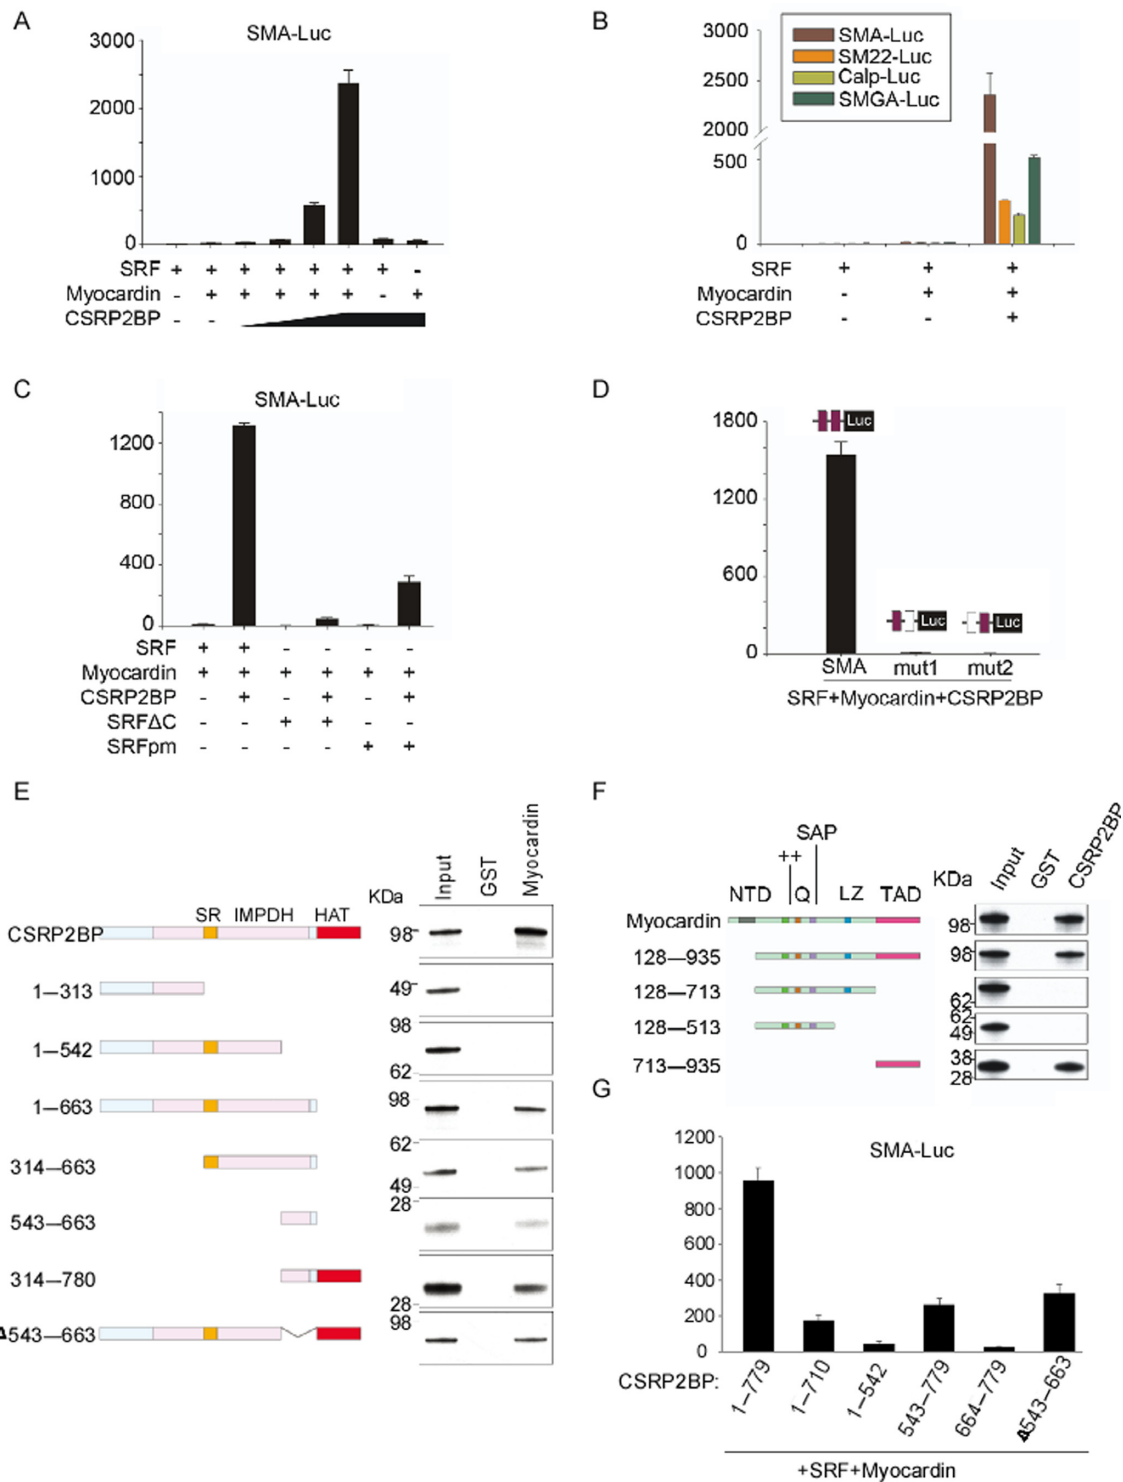 A
SMA-Luc
3000
2000
1000
0
SRF + + + + + + + -
Myocardin - + + + + + - +
CSRP2BP - -
B
SMA-Luc
SM22-Luc
Calp-Luc
SMGA-Luc
3000
2500
2000
500
0
SRF + + +
Myocardin - + +
CSRP2BP - - +
C
SMA-Luc
1200
800
400
0
SRF + + - - - -
Myocardin + + + + + +
CSRP2BP - + - + - +
SRFΔC - - + + - -
SRFpm - - - - + +
D
1800
1200
600
0
Luc
Luc
Luc
SMA mut1 mut2
SRF+Myocardin+CSRP2BP
E
Input GST Myocardin
KDa
SR IMPDH HAT
CSRP2BP 98
1—313 49
1—542 98 62
1—663 98
314—663 62 49
543—663 28
314—780 28
Δ543—663 98
F
SAP
++
NTD Q LZ TAD
KDa Input GST CSRP2BP
Myocardin 98
128—935 98
128—713 62
128—513 62 49
713—935 38 28
G
SMA-Luc
1200
1000
800
600
400
200
0
CSRP2BP: 1—779 1—710 1—542 543—779 664—779 Δ543—663
+SRF+Myocardin